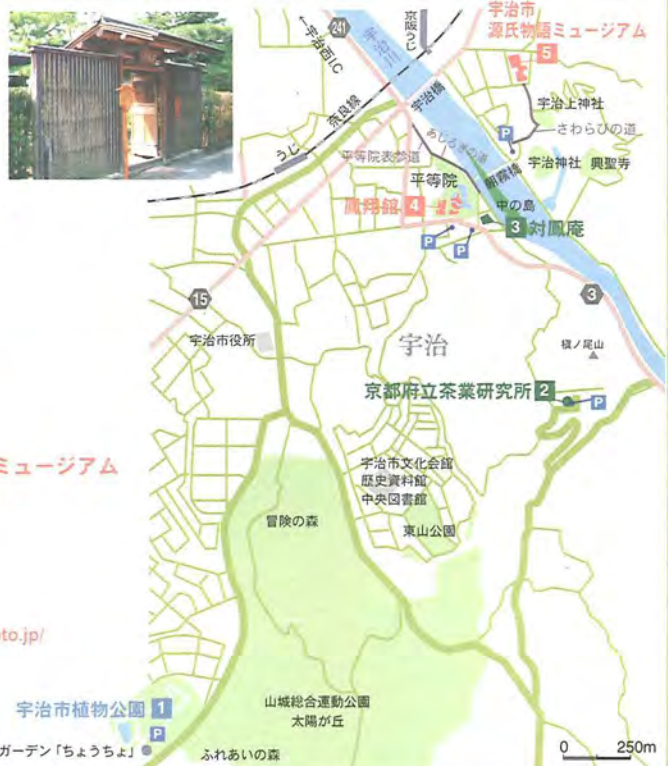 宇治市
源氏物語ミュージアム
5
241
←宇治西I.C
京阪うじ
宇治川
宇治橋
奈良線
うじ
宇治上神社
さわらびの道
あじろぎの道
平等院表参道
平等院
朝霧橋
宇治神社 興聖寺
P
鳳翔館 4
中の島
3 対鳳庵
P
P
15
3
宇治市役所
宇治
槇ノ尾山
京都府立茶業研究所 2
P
ミュージアム
宇治市文化会館
歴史資料館
中央図書館
冒険の森
東山公園
to.jp/
宇治市植物公園 1
P
山城総合運動公園
太陽が丘
ガーデン「ちょうちょ」
ふれあいの森
0 250m